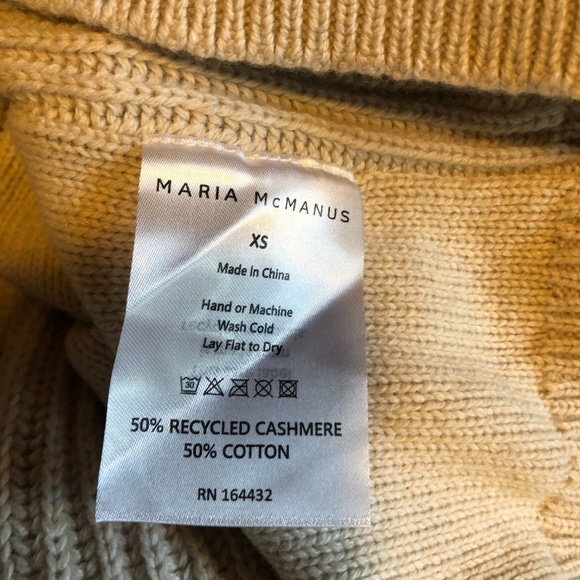 MARIA McMANUS
XS
Made in China
Hand or Machine
Wash Cold
Lay Flat to Dry
30
50% RECYCLED CASHMERE
50% COTTON
RN 164432